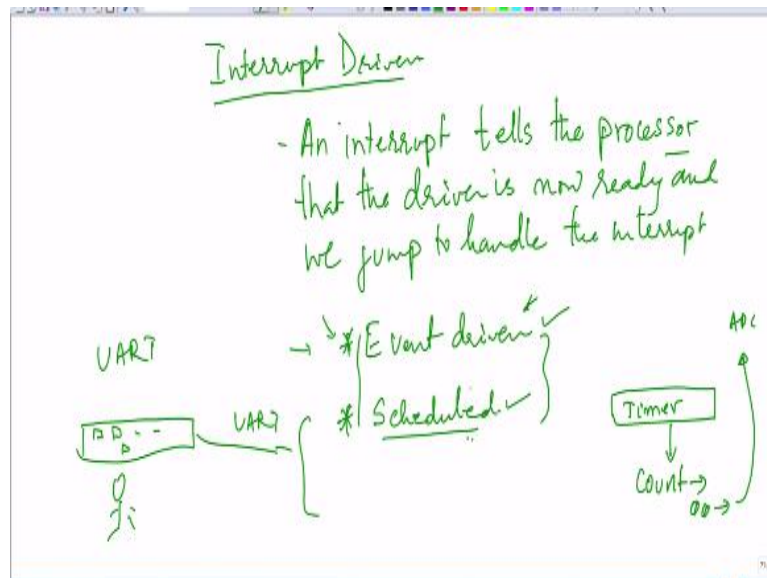 Interrupt Driven
- An interrupt tells the processor
that the driver is now ready and
we jump to handle the interrupt
UART
→ * Event driven ✓
* Scheduled ✓
UART
Timer
Count →
00 →
ADC